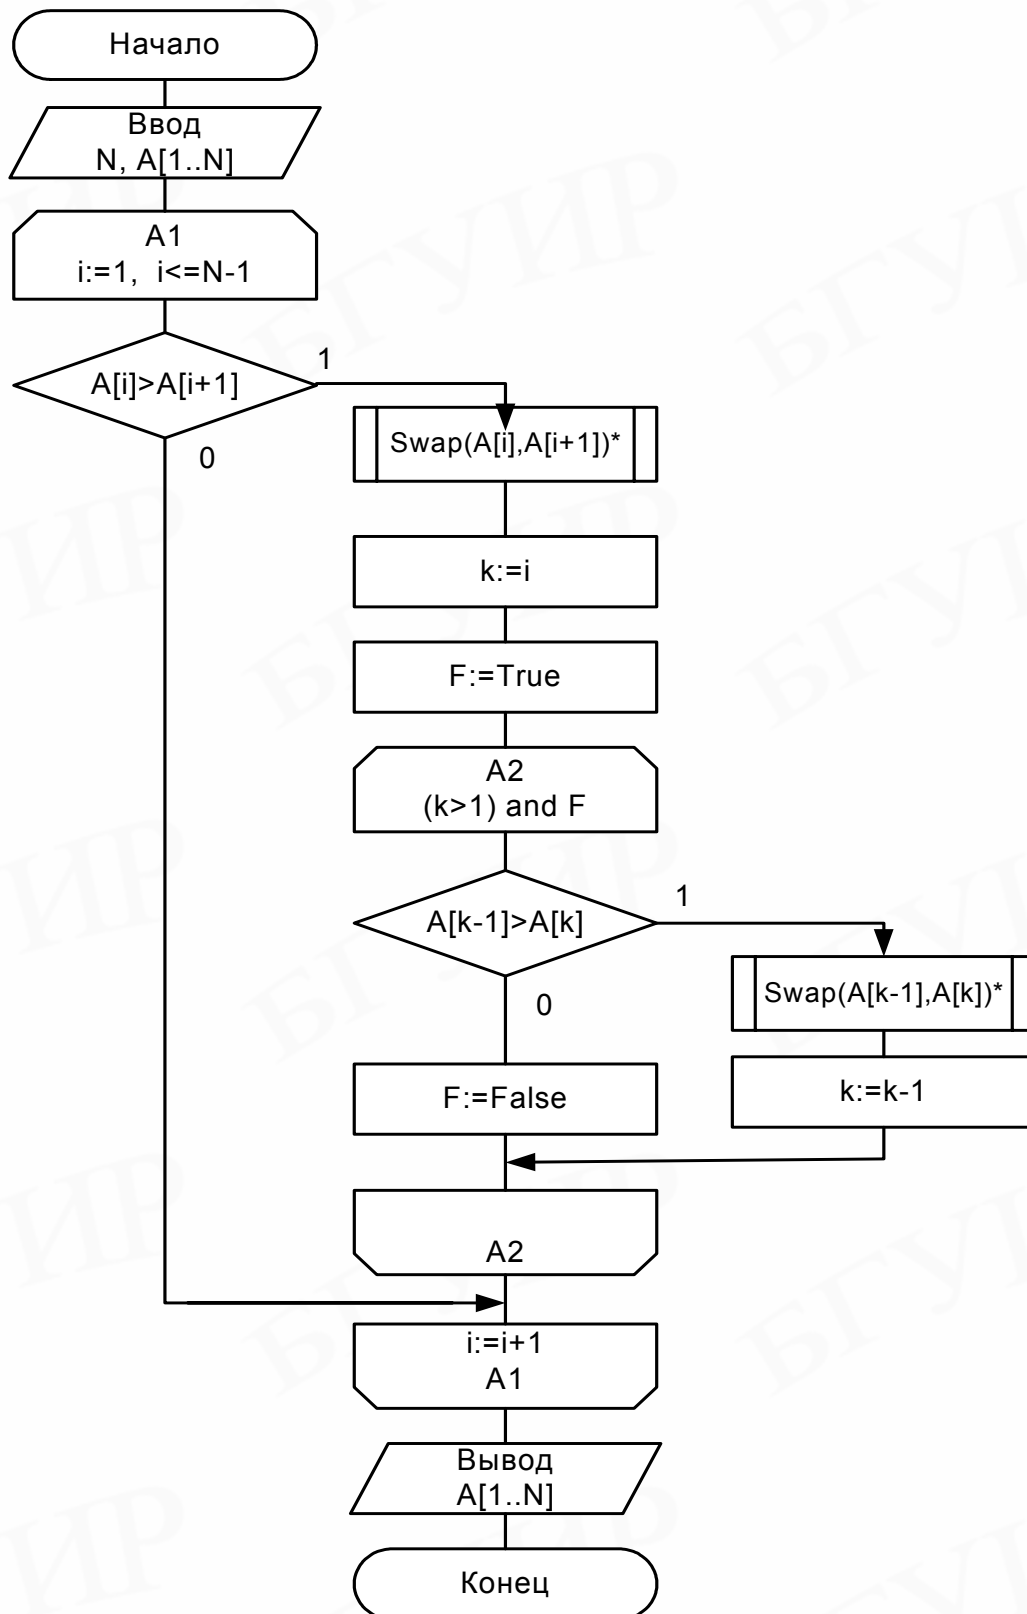 Начало
Ввод
N, A[1..N]
A1
i:=1, i<=N-1
A[i]>A[i+1]
1
0
Swap(A[i],A[i+1])*
k:=i
F:=True
A2
(k>1) and F
A[k-1]>A[k]
1
0
Swap(A[k-1],A[k])*
k:=k-1
F:=False
A2
i:=i+1
A1
Вывод
A[1..N]
Конец
БГУИР